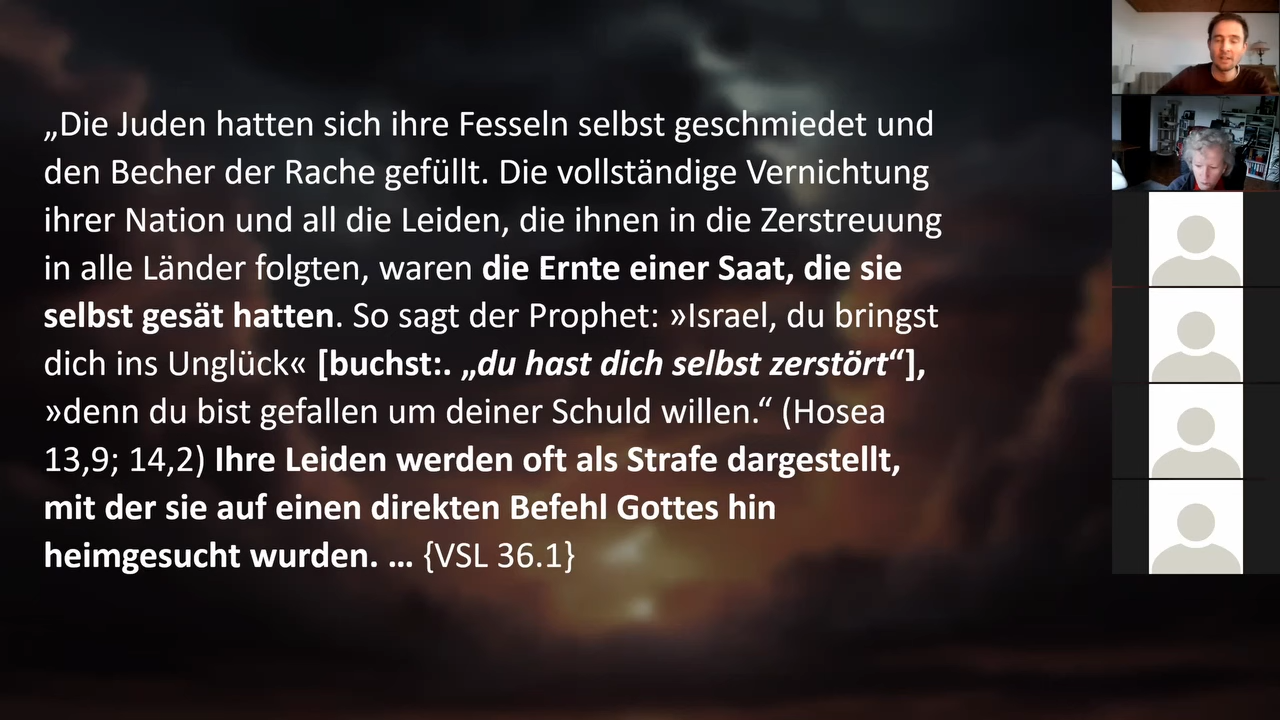 „Die Juden hatten sich ihre Fesseln selbst geschmiedet und
den Becher der Rache gefüllt. Die vollständige Vernichtung
ihrer Nation und all die Leiden, die ihnen in die Zerstreuung
in alle Länder folgten, waren die Ernte einer Saat, die sie
selbst gesät hatten. So sagt der Prophet: »Israel, du bringst
dich ins Unglück« [buchst:. „du hast dich selbst zerstört“],
»denn du bist gefallen um deiner Schuld willen.“ (Hosea
13,9; 14,2) Ihre Leiden werden oft als Strafe dargestellt,
mit der sie auf einen direkten Befehl Gottes hin
heimgesucht wurden. ... {VSL 36.1}